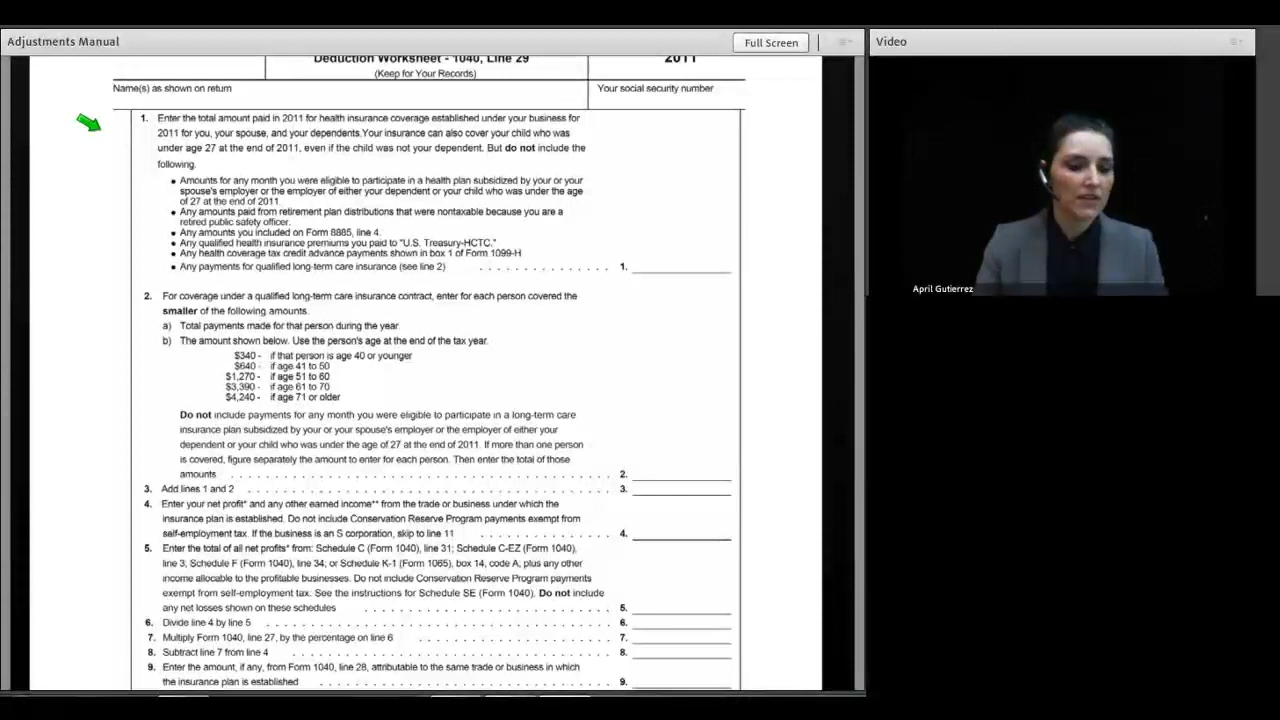 Adjustments Manual
Full Screen
Video
Deduction Worksheet - 1040, Line 29
2011
(Keep for Your Records)
Name(s) as shown on return
Your social security number
1. Enter the total amount paid in 2011 for health insurance coverage established under your business for
2011 for you, your spouse, and your dependents.Your insurance can also cover your child who was
under age 27 at the end of 2011, even if the child was not your dependent. But do not include the
following.
• Amounts for any month you were eligible to participate in a health plan subsidized by your or your
spouse's employer or the employer of either your dependent or your child who was under the age
of 27 at the end of 2011.
• Any amounts paid from retirement plan distributions that were nontaxable because you are a
retired public safety officer.
• Any amounts you included on Form 8885, line 4.
• Any qualified health insurance premiums you paid to "U.S. Treasury-HCTC."
• Any health coverage tax credit advance payments shown in box 1 of Form 1099-H
• Any payments for qualified long-term care insurance (see line 2) . . . . . . . . . . . . . . 1.
2. For coverage under a qualified long-term care insurance contract, enter for each person covered the
smaller of the following amounts.
a) Total payments made for that person during the year.
b) The amount shown below. Use the person's age at the end of the tax year.
$340 - if that person is age 40 or younger
$640 - if age 41 to 50
$1,270 - if age 51 to 60
$3,390 - if age 61 to 70
$4,240 - if age 71 or older
Do not include payments for any month you were eligible to participate in a long-term care
insurance plan subsidized by your or your spouse's employer or the employer of either your
dependent or your child who was under the age of 27 at the end of 2011. If more than one person
is covered, figure separately the amount to enter for each person. Then enter the total of those
amounts . . . . . . . . . . . . . . 2.
3. Add lines 1 and 2 . . . . . . . . . . . . . . 3.
4. Enter your net profit* and any other earned income** from the trade or business under which the
insurance plan is established. Do not include Conservation Reserve Program payments exempt from
self-employment tax. If the business is an S corporation, skip to line 11 . . . . . . . . . . . . . . 4.
5. Enter the total of all net profits* from: Schedule C (Form 1040), line 31; Schedule C-EZ (Form 1040),
line 3, Schedule F (Form 1040), line 34; or Schedule K-1 (Form 1065), box 14, code A, plus any other
income allocable to the profitable businesses. Do not include Conservation Reserve Program payments
exempt from self-employment tax. See the instructions for Schedule SE (Form 1040). Do not include
any net losses shown on these schedules . . . . . . . . . . . . . . 5.
6. Divide line 4 by line 5 . . . . . . . . . . . . . . 6.
7. Multiply Form 1040, line 27, by the percentage on line 6 . . . . . . . . . . . . . . 7.
8. Subtract line 7 from line 4 . . . . . . . . . . . . . . 8.
9. Enter the amount, if any, from Form 1040, line 28, attributable to the same trade or business in which
the insurance plan is established . . . . . . . . . . . . . . 9.
April Gutierrez